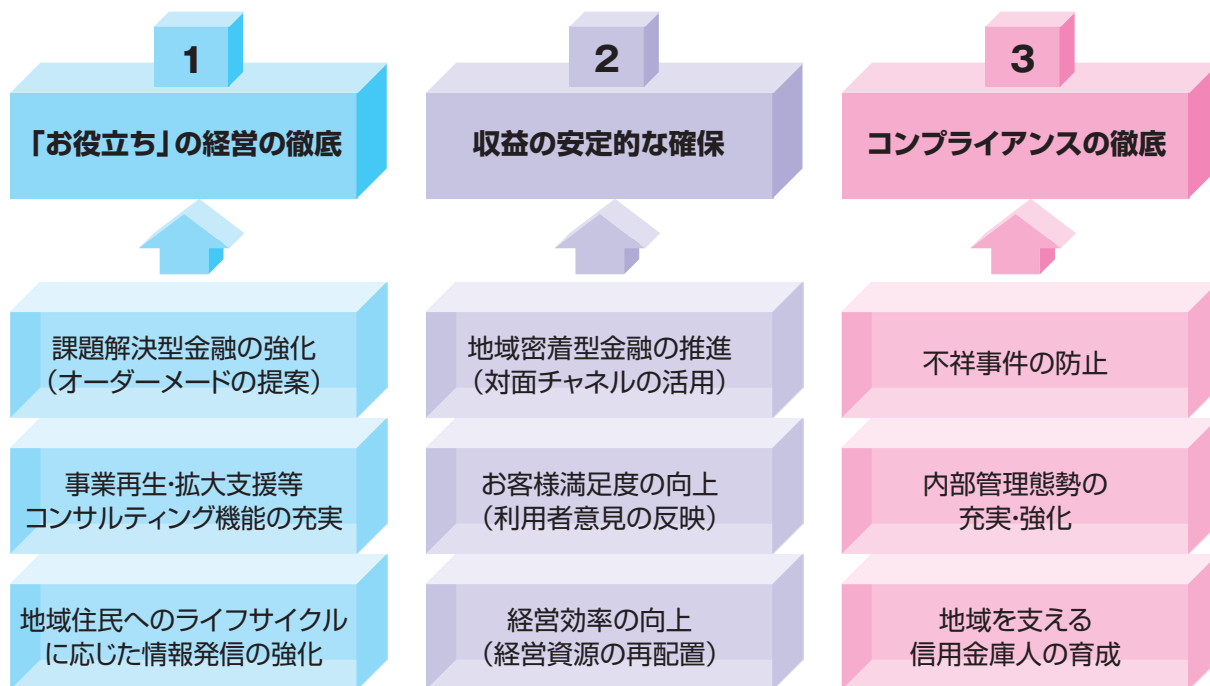 1
「お役立ち」の経営の徹底
課題解決型金融の強化
（オーダーメードの提案）
事業再生・拡大支援等
コンサルティング機能の充実
地域住民へのライフサイクル
に応じた情報発信の強化
2
収益の安定的な確保
地域密着型金融の推進
（対面チャネルの活用）
お客様満足度の向上
（利用者意見の反映）
経営効率の向上
（経営資源の再配置）
3
コンプライアンスの徹底
不祥事件の防止
内部管理態勢の
充実・強化
地域を支える
信用金庫人の育成